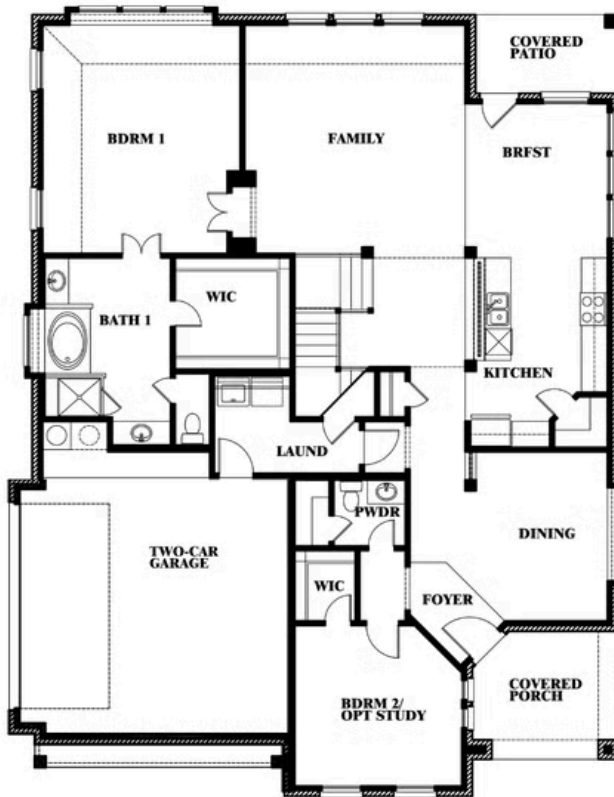 COVERED
PATIO
BDRM 1
FAMILY
BRFST
WIC
BATH 1
KITCHEN
LAUND
PWDR
DINING
TWO-CAR
GARAGE
WIC
FOYER
COVERED
PORCH
BDRM 2/
OPT STUDY